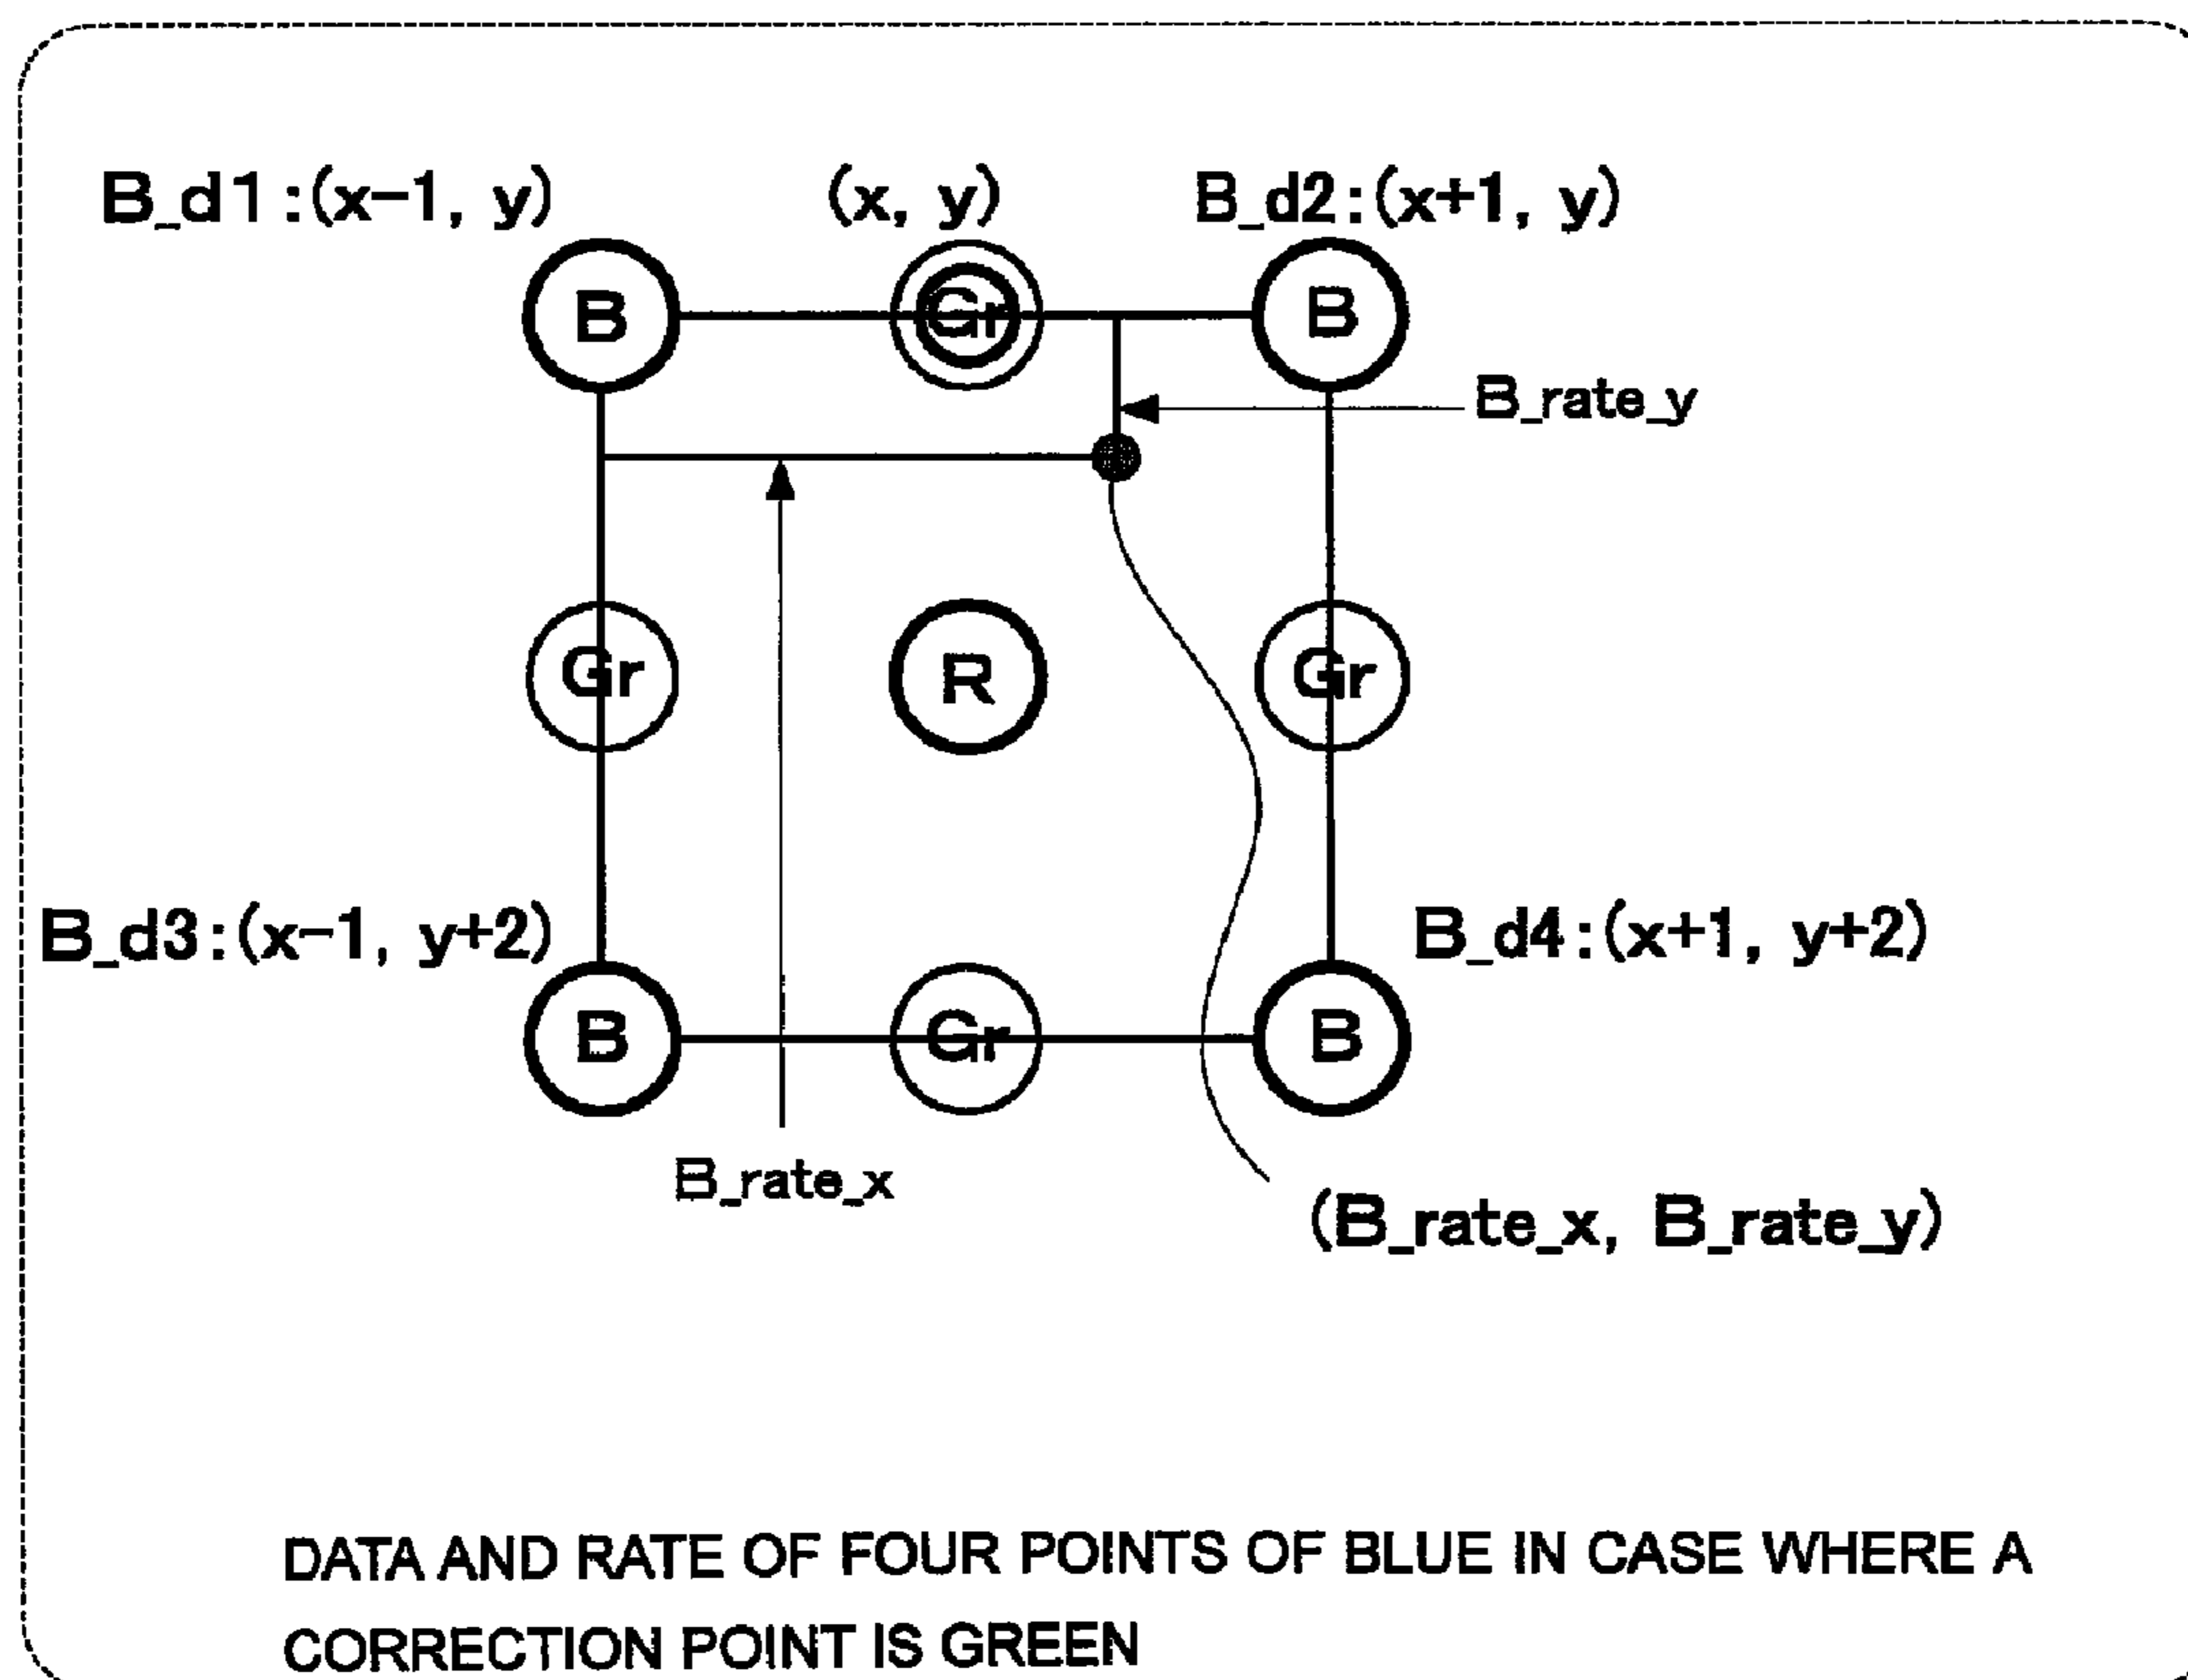 B_d1:(x-1, y) (x, y) B_d2:(x+1, y)
B Gr B
B_rate_y
Gr R Gr
B_d3:(x-1, y+2) B_d4:(x+1, y+2)
B Gr B
B_rate_x
(B_rate_x, B_rate_y)
DATA AND RATE OF FOUR POINTS OF BLUE IN CASE WHERE A
CORRECTION POINT IS GREEN